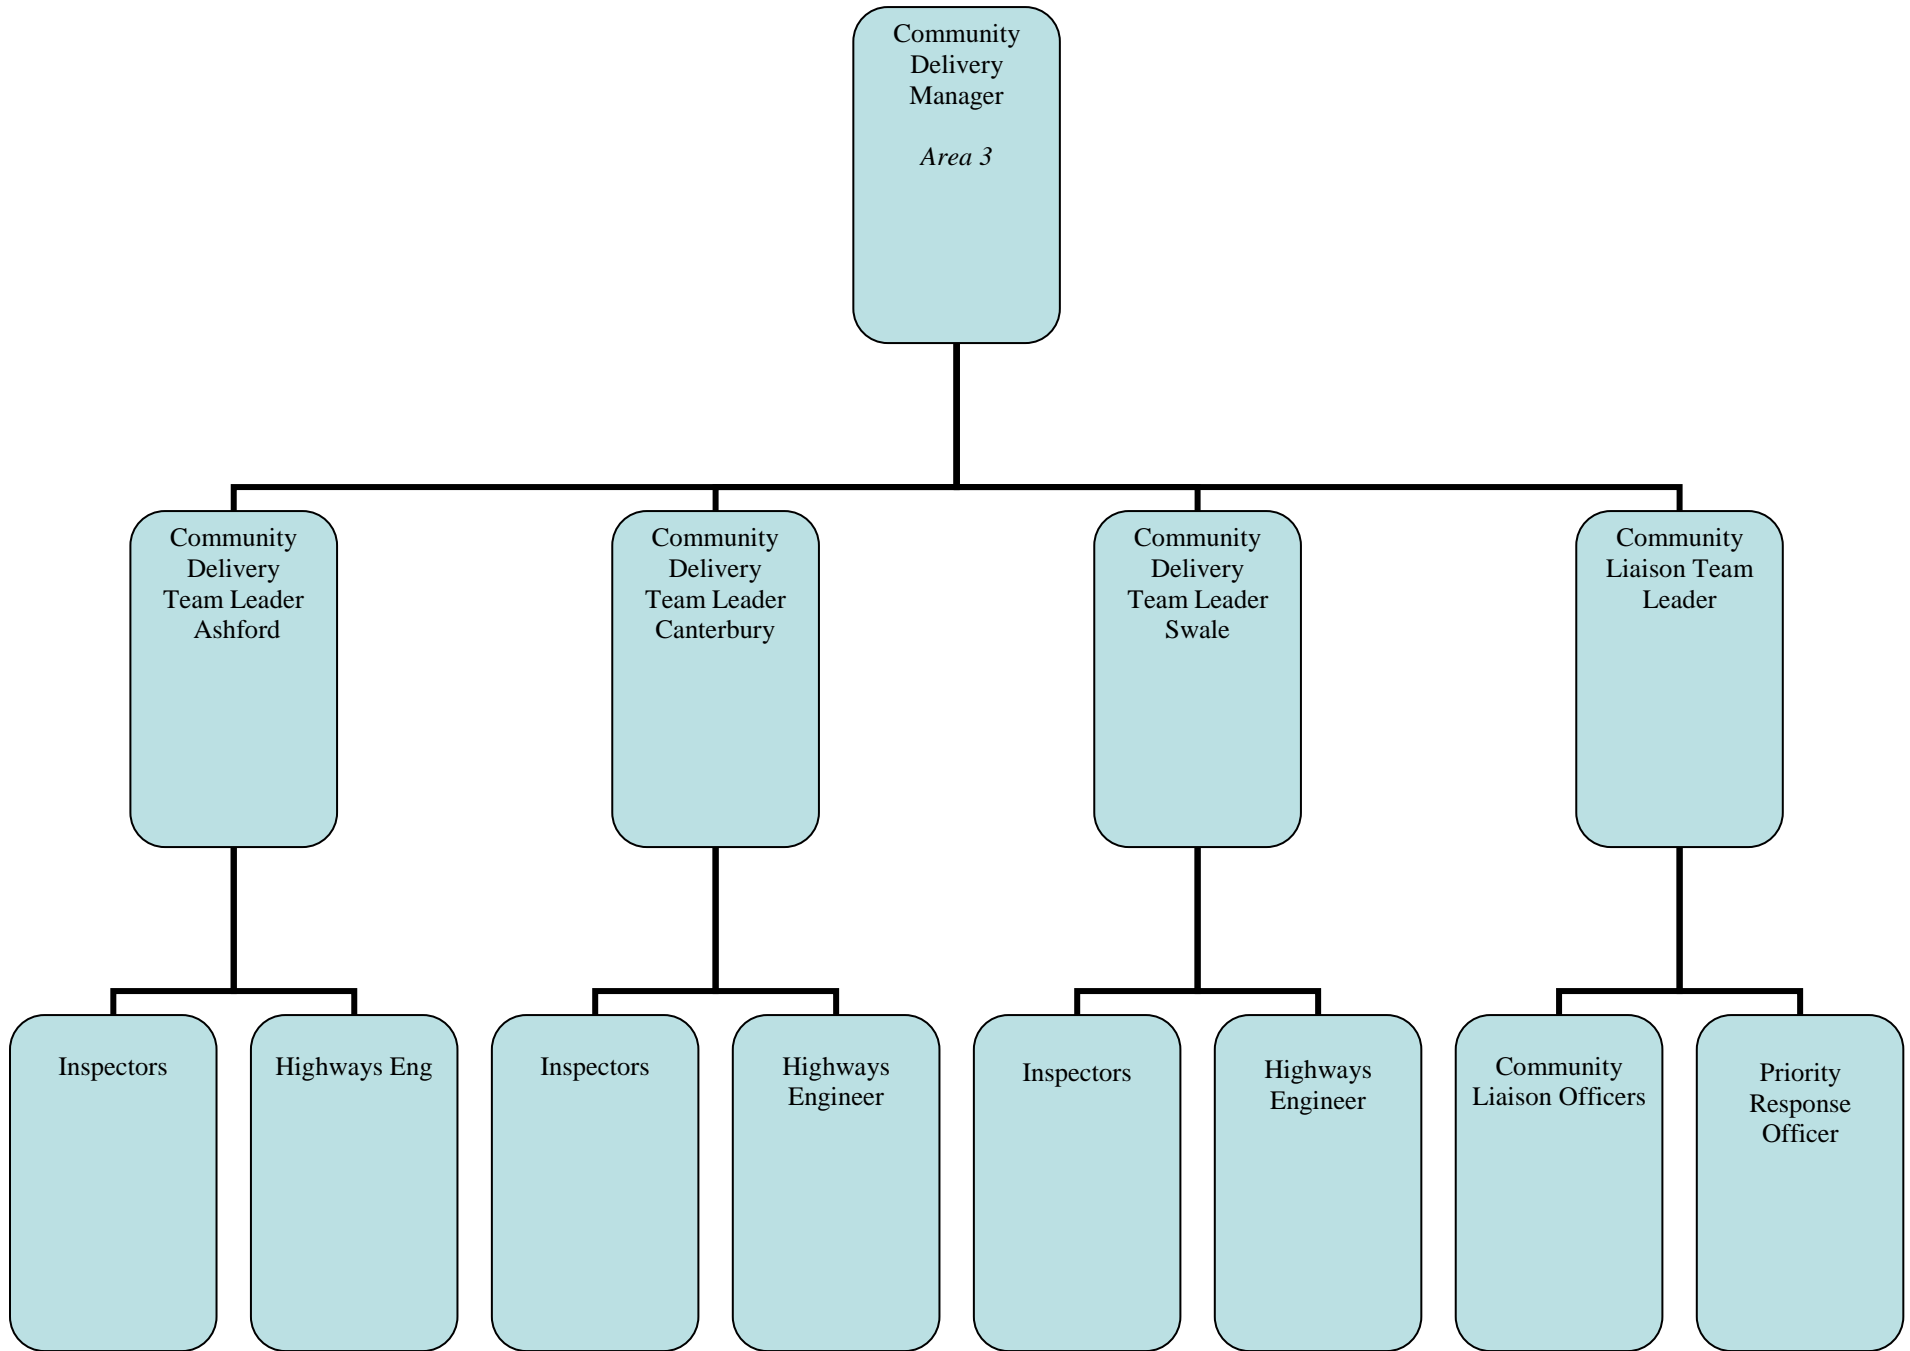 Community
Delivery
Manager
Area 3
Community
Delivery
Team Leader
Ashford
Community
Delivery
Team Leader
Canterbury
Community
Delivery
Team Leader
Swale
Community
Liaison Team
Leader
Inspectors
Highways Eng
Inspectors
Highways
Engineer
Inspectors
Highways
Engineer
Community
Liaison Officers
Priority
Response
Officer